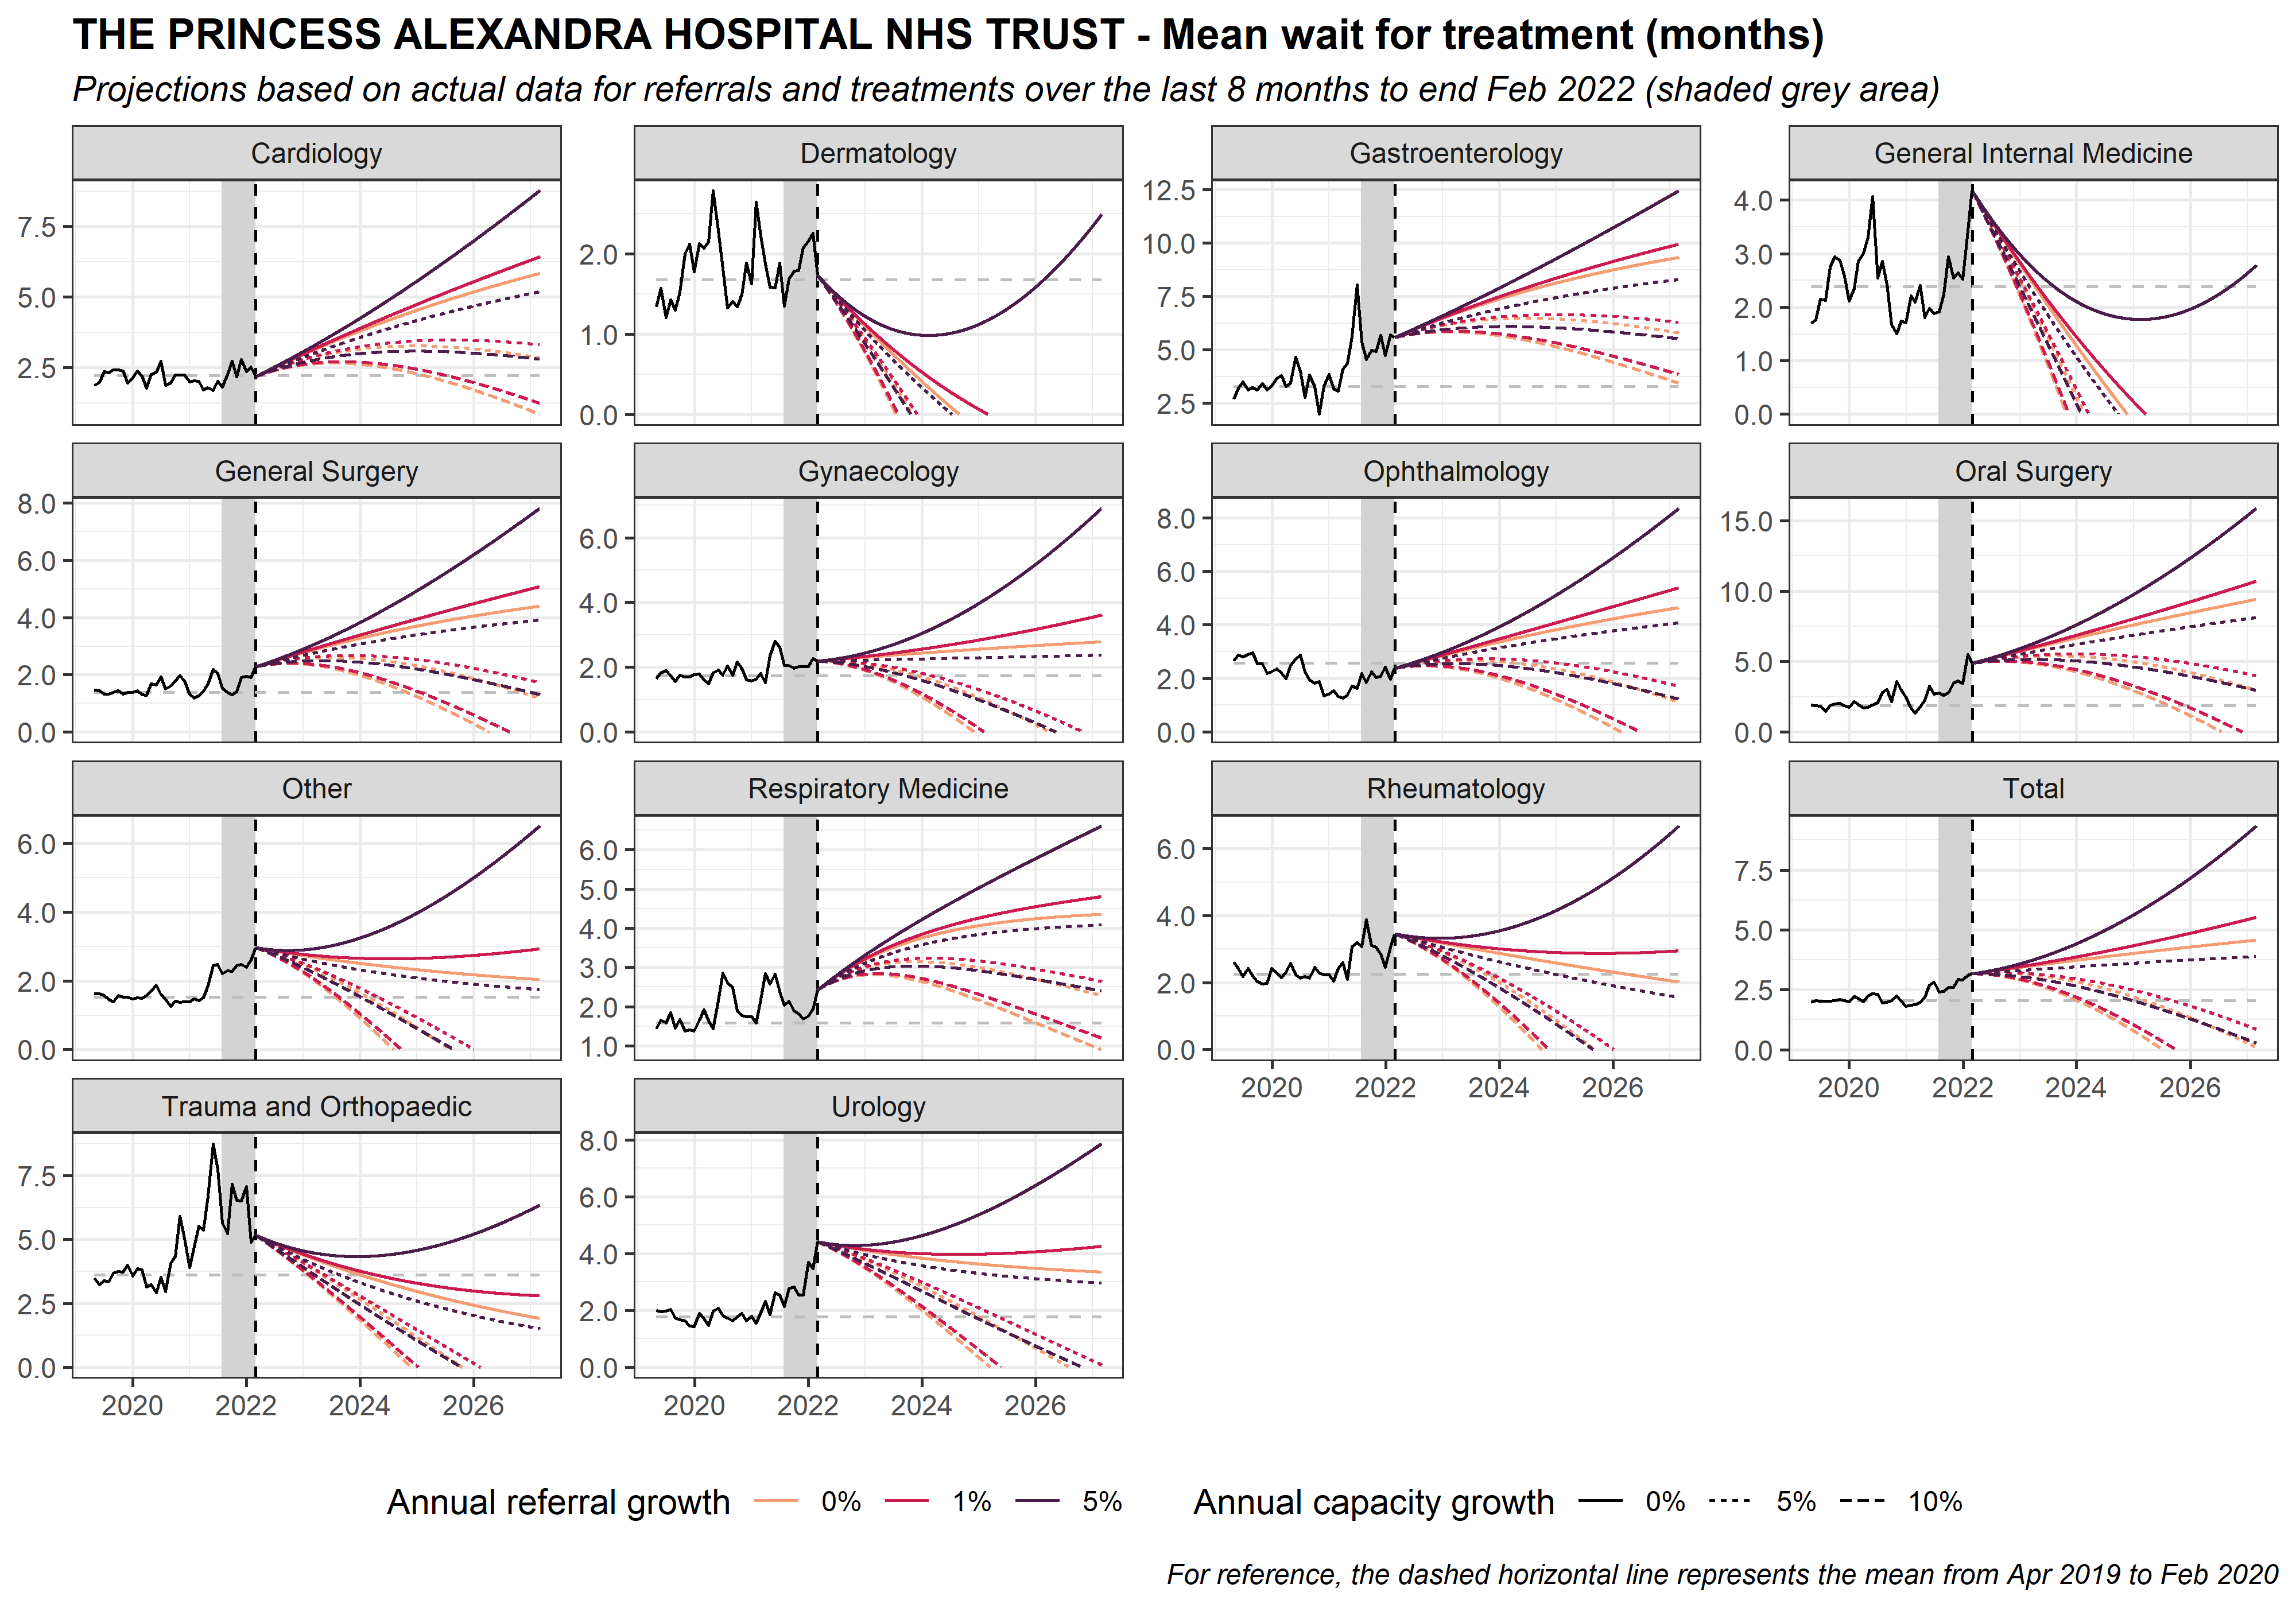 THE PRINCESS ALEXANDRA HOSPITAL NHS TRUST - Mean wait for treatment (months)
Projections based on actual data for referrals and treatments over the last 8 months to end Feb 2022 (shaded grey area)
Cardiology
7.5
5.0
2.5
Dermatology
2.0
1.0
0.0
Gastroenterology
12.5
10.0
7.5
5.0
2.5
General Internal Medicine
4.0
3.0
2.0
1.0
0.0
General Surgery
8.0
6.0
4.0
2.0
0.0
Gynaecology
6.0
4.0
2.0
0.0
Ophthalmology
8.0
6.0
4.0
2.0
0.0
Oral Surgery
15.0
10.0
5.0
0.0
Other
6.0
4.0
2.0
0.0
Respiratory Medicine
6.0
5.0
4.0
3.0
2.0
1.0
Rheumatology
6.0
4.0
2.0
0.0
2020 2022 2024 2026
Total
7.5
5.0
2.5
0.0
2020 2022 2024 2026
Trauma and Orthopaedic
7.5
5.0
2.5
0.0
2020 2022 2024 2026
Urology
8.0
6.0
4.0
2.0
0.0
2020 2022 2024 2026
Annual referral growth 0% 1% 5%
Annual capacity growth 0% 5% 10%
For reference, the dashed horizontal line represents the mean from Apr 2019 to Feb 2020